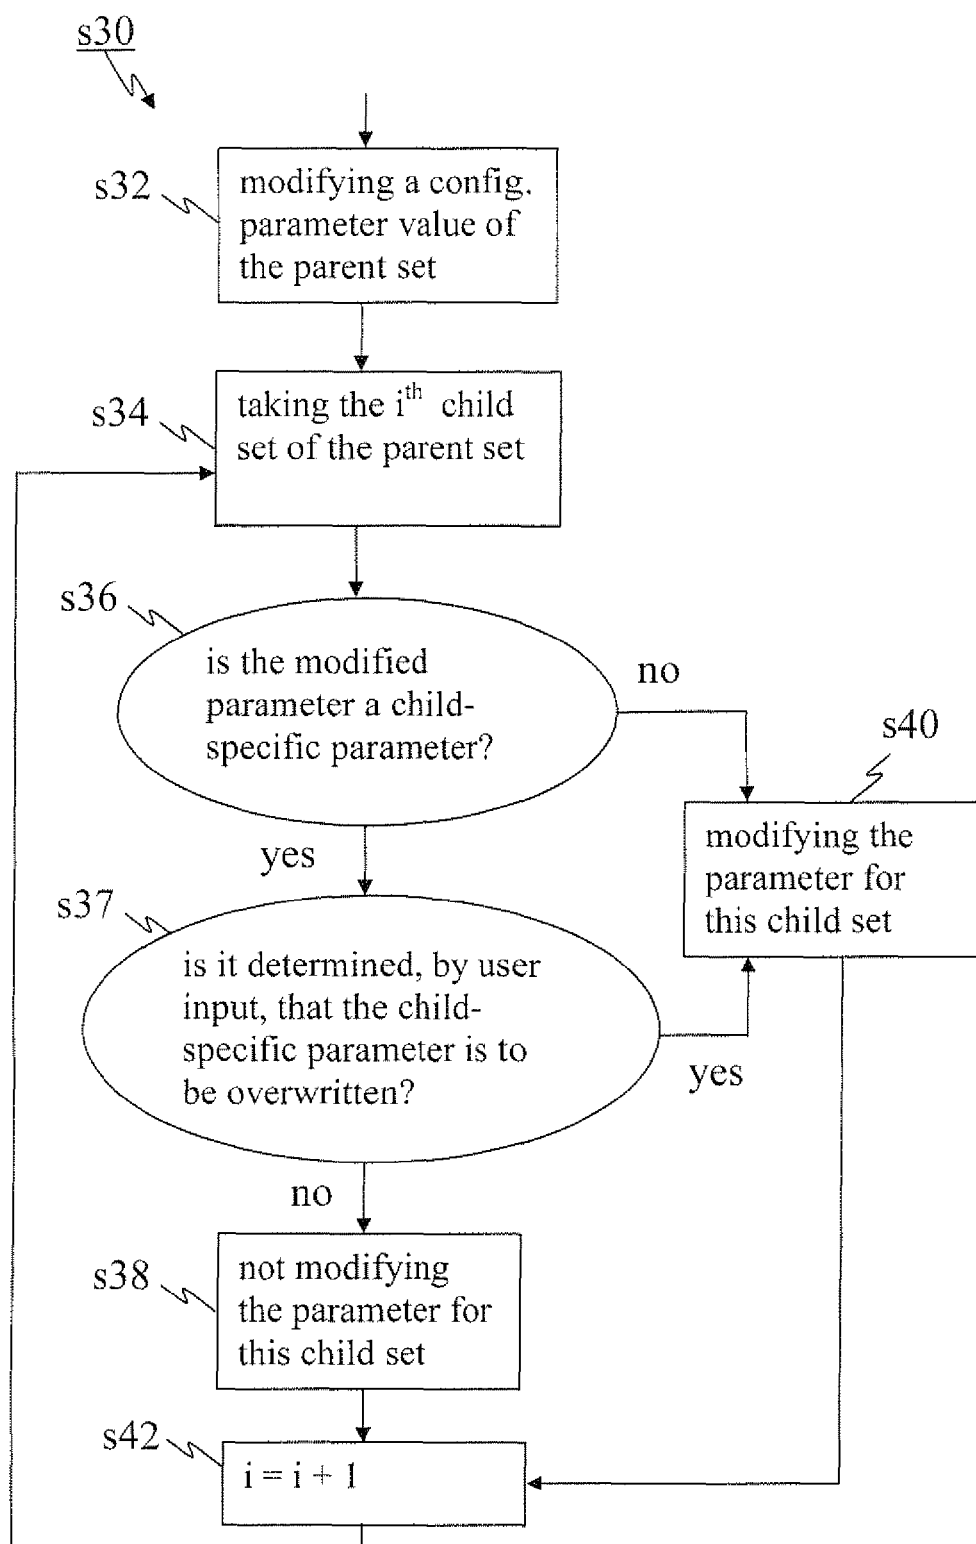 s30
s32
modifying a config.
parameter value of
the parent set
s34
taking the i^th child
set of the parent set
s36
is the modified
parameter a child-
specific parameter?
no
s40
modifying the
parameter for
this child set
yes
s37
is it determined, by user
input, that the child-
specific parameter is to
be overwritten?
yes
no
s38
not modifying
the parameter for
this child set
s42
i = i + 1